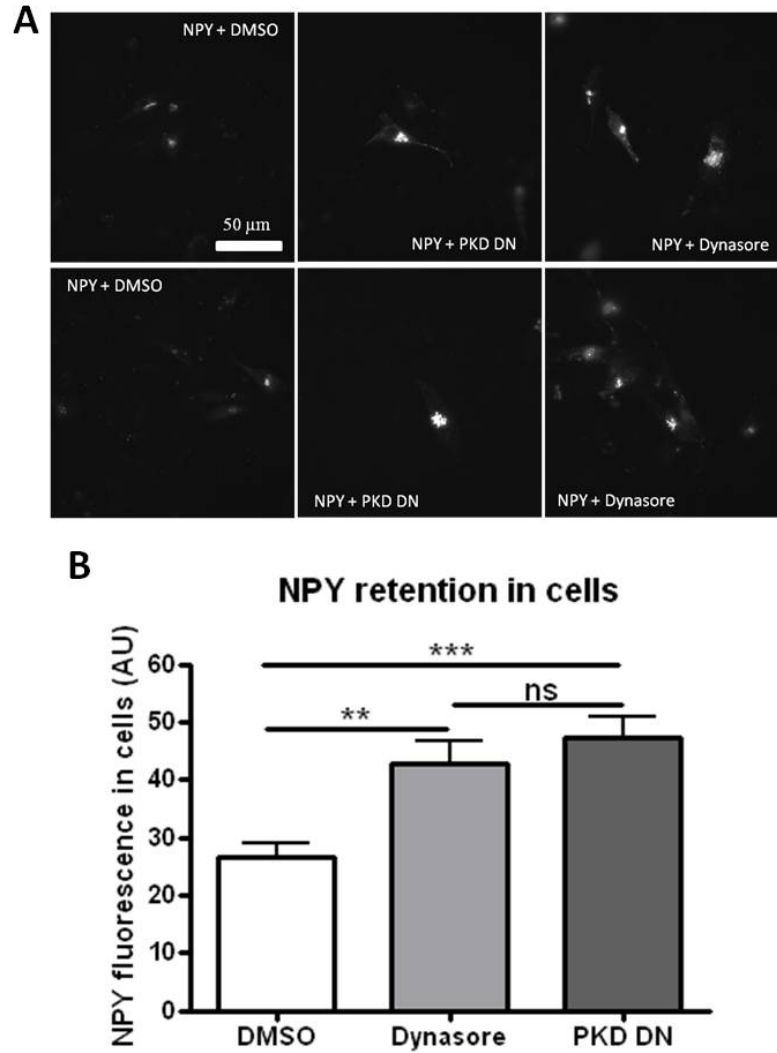 A
NPY + DMSO
50 µm
NPY + PKD DN
NPY + Dynasore
NPY + DMSO
NPY + PKD DN
NPY + Dynasore
B
NPY retention in cells
NPY fluorescence in cells (AU)
60
50
40
30
20
10
0
***
ns
**
DMSO Dynasore PKD DN